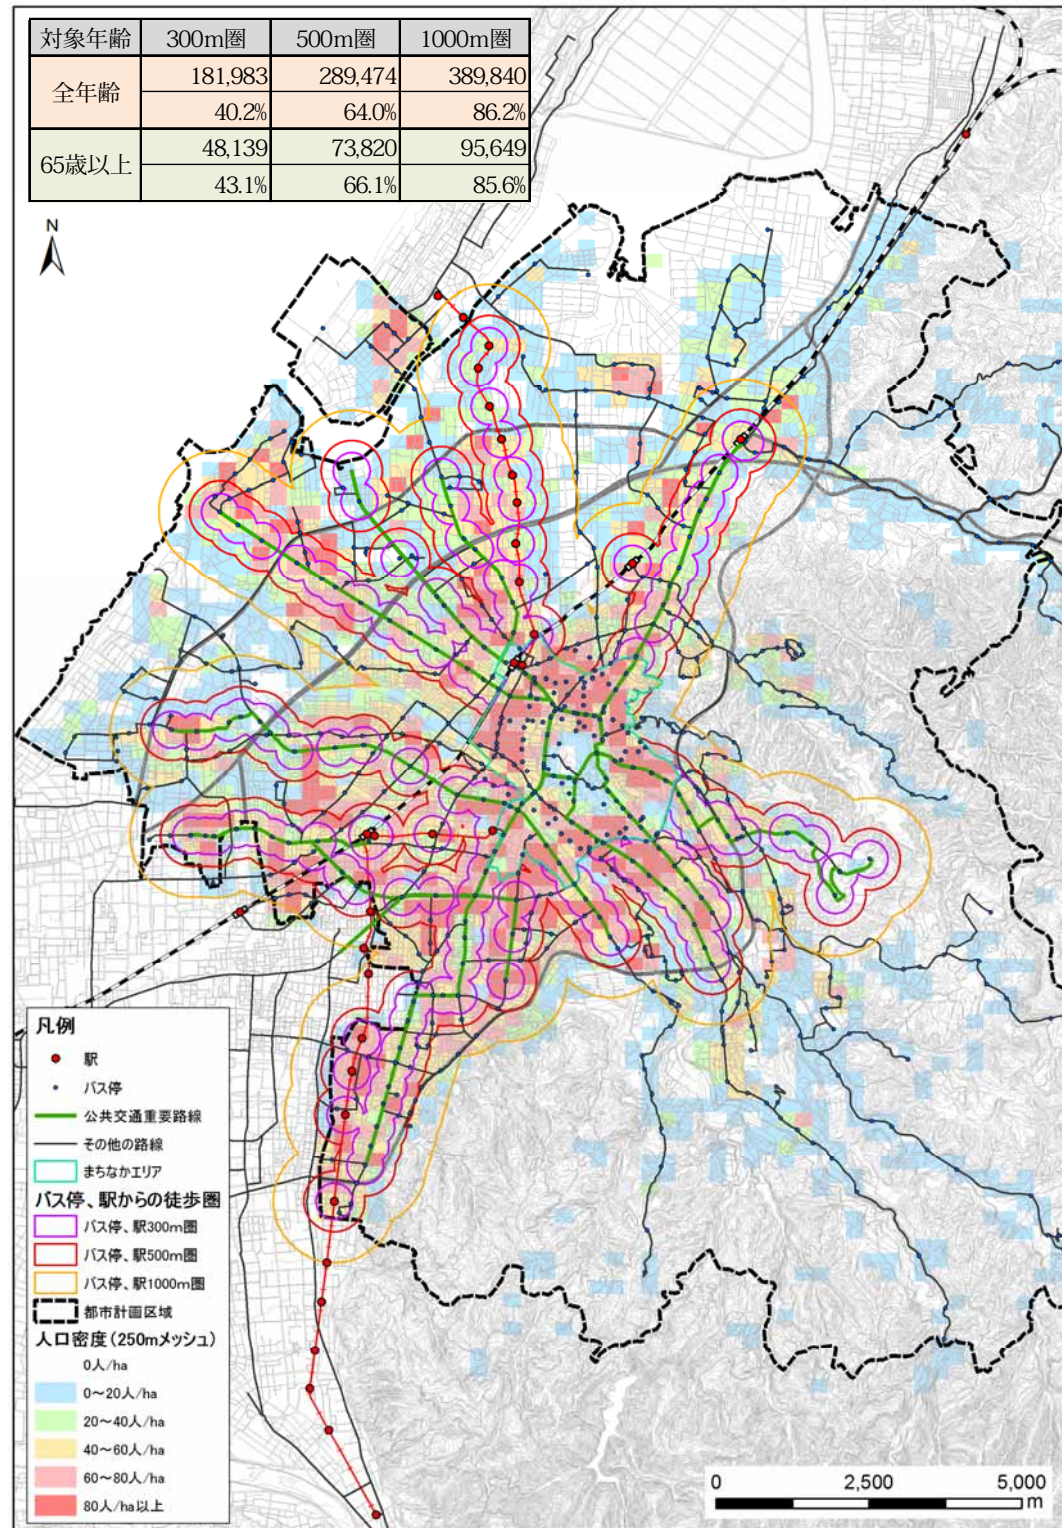 対象年齢 300m圏 500m圏 1000m圏
全年齢 181,983 289,474 389,840
40.2% 64.0% 86.2%
65歳以上 48,139 73,820 95,649
43.1% 66.1% 85.6%
N
凡例
駅
バス停
公共交通重要路線
その他の路線
まちなかエリア
バス停、駅からの徒歩圏
バス停、駅300m圏
バス停、駅500m圏
バス停、駅1000m圏
都市計画区域
人口密度(250mメッシュ)
0人/ha
0～20人/ha
20～40人/ha
40～60人/ha
60～80人/ha
80人/ha以上
0 2,500 5,000
m